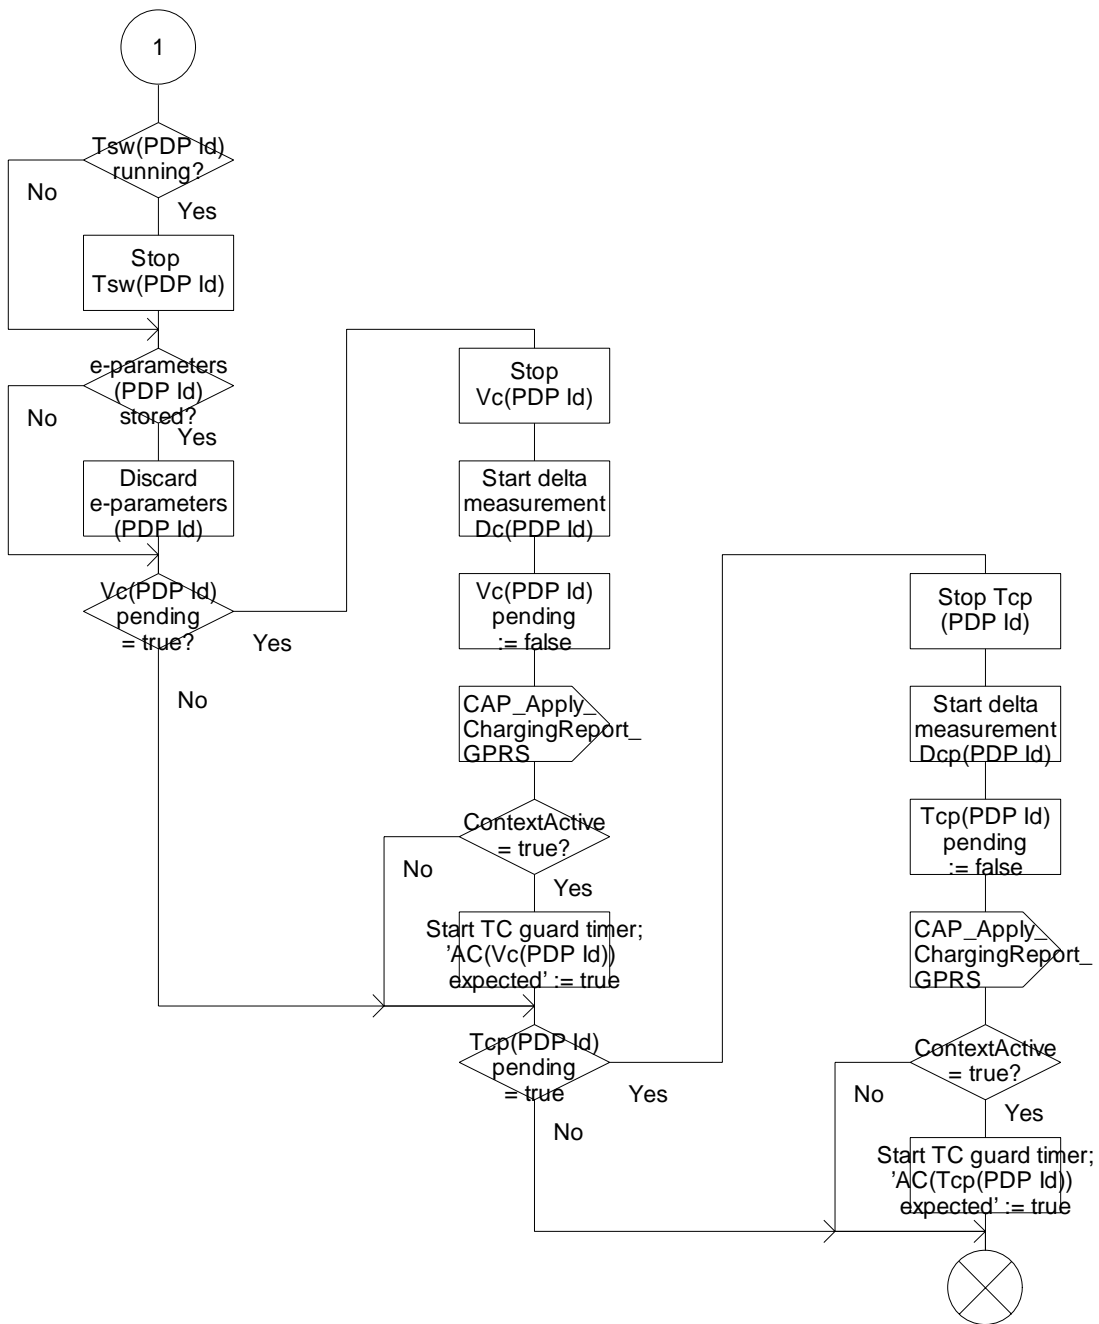 1
Tsw(PDP Id)
running?
No
Yes
Stop
Tsw(PDP Id)
e-parameters
(PDP Id)
stored?
No
Yes
Discard
e-parameters
(PDP Id)
Vc(PDP Id)
pending
= true?
Yes
No
Stop
Vc(PDP Id)
Start delta
measurement
Dc(PDP Id)
Vc(PDP Id)
pending
:= false
CAP_Apply_
ChargingReport_
GPRS
ContextActive
= true?
No
Yes
Start TC guard timer;
'AC(Vc(PDP Id))
expected' := true
Tcp(PDP Id)
pending
= true
Yes
No
Stop Tcp
(PDP Id)
Start delta
measurement
Dcp(PDP Id)
Tcp(PDP Id)
pending
:= false
CAP_Apply_
ChargingReport_
GPRS
ContextActive
= true?
No
Yes
Start TC guard timer;
'AC(Tcp(PDP Id))
expected' := true